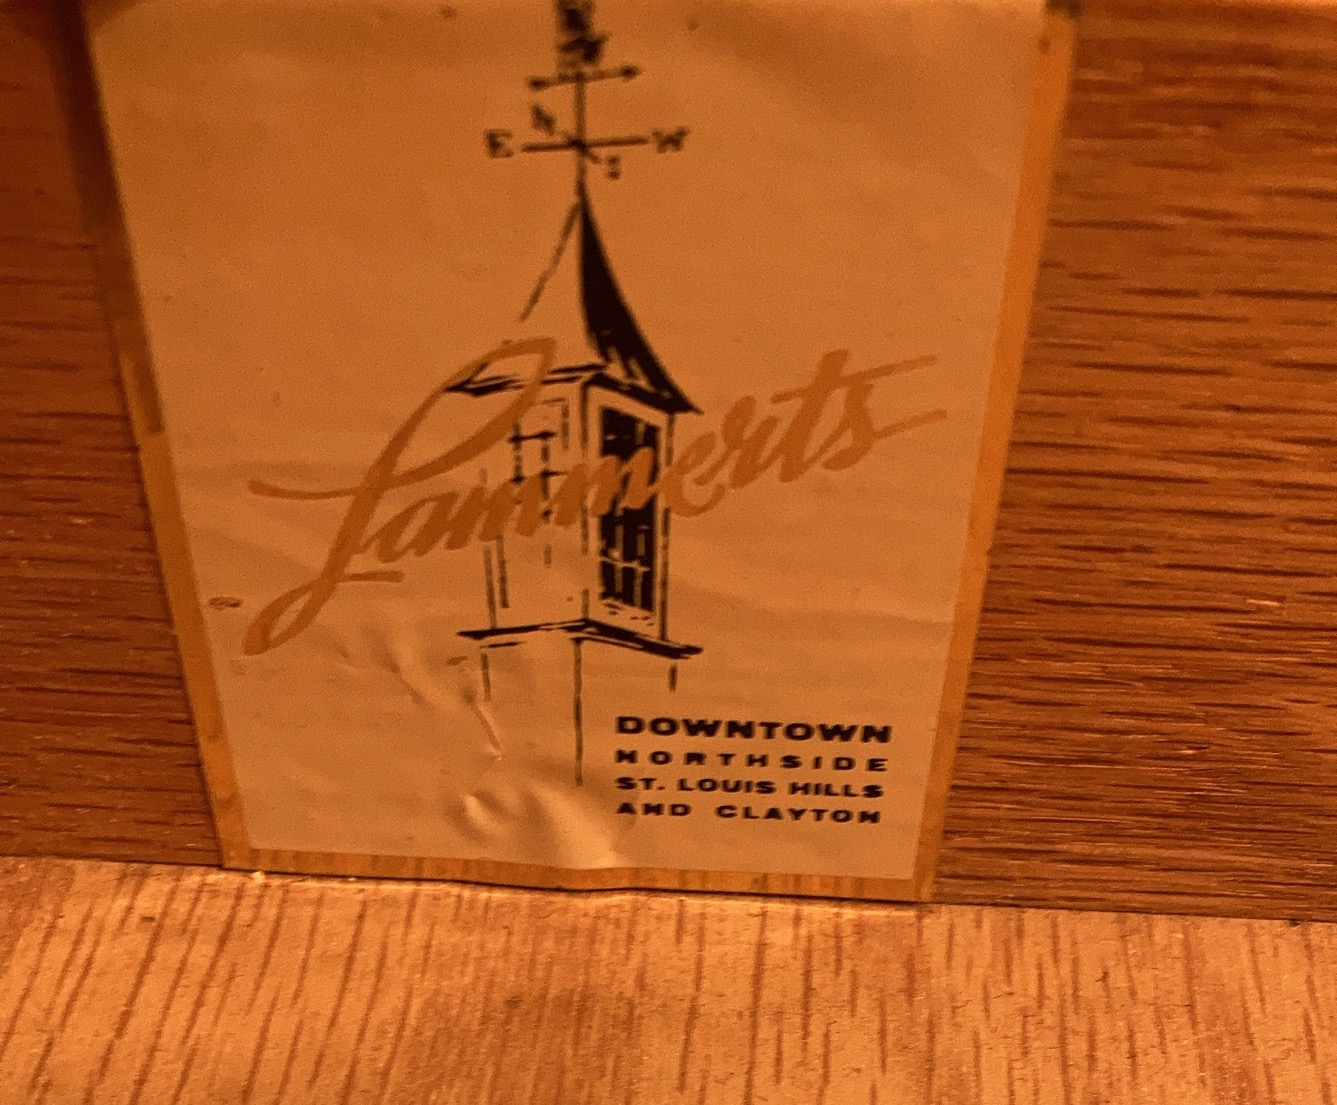 N
E W
S
Lammerts
DOWNTOWN
NORTHSIDE
ST. LOUIS HILLS
AND CLAYTON